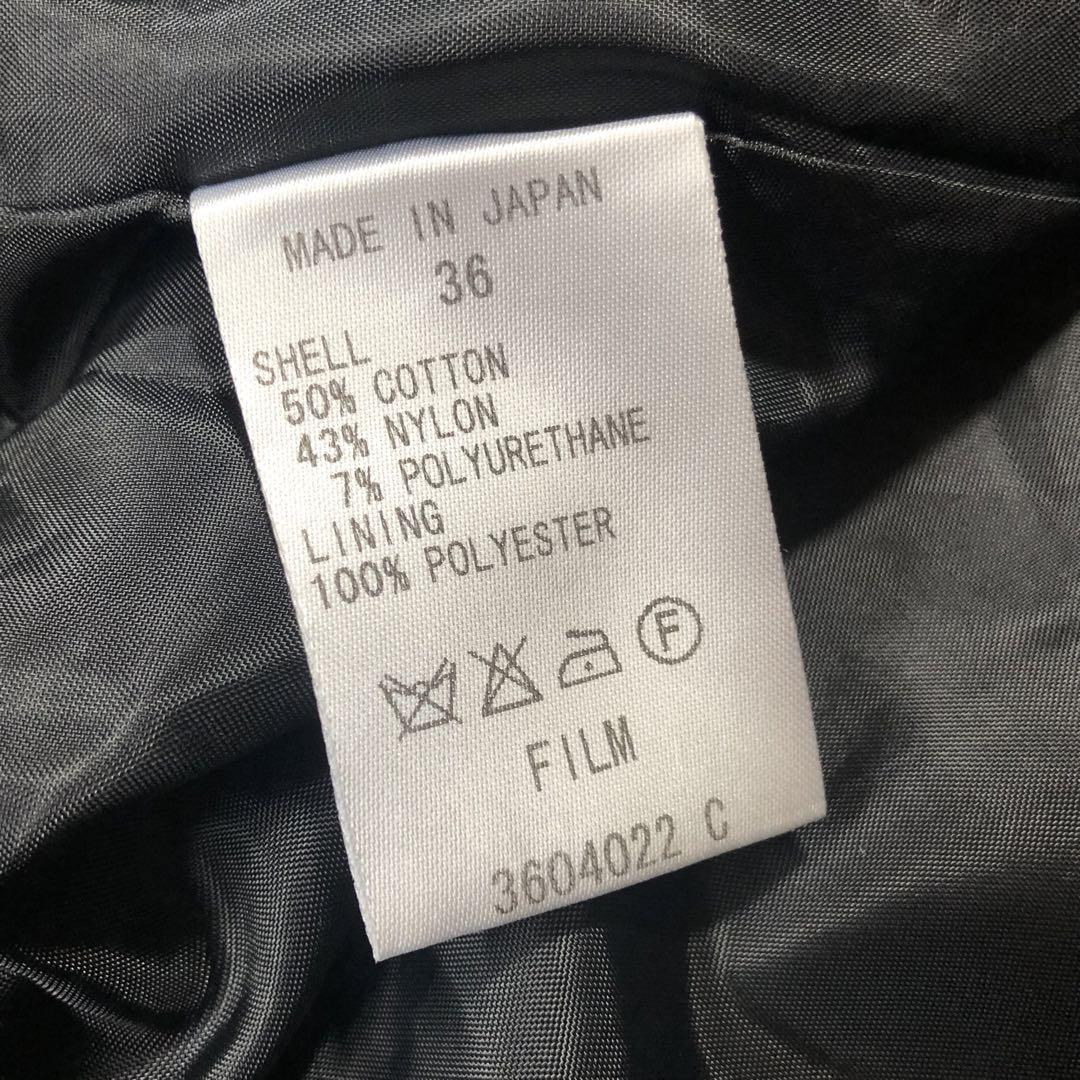 MADE IN JAPAN
36
SHELL
50% COTTON
43% NYLON
7% POLYURETHANE
LINING
100% POLYESTER
F
FILM
3604022 C